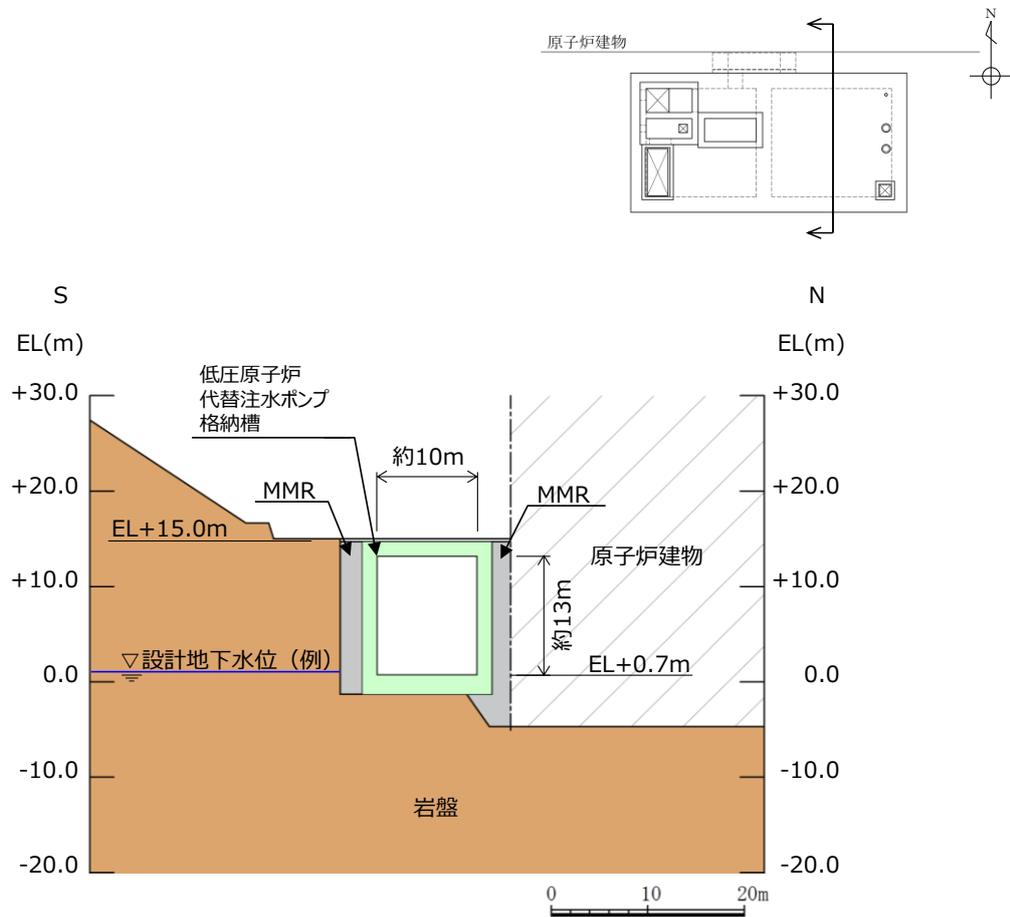 原子炉建物
N
S
N
EL(m)
EL(m)
低圧原子炉
代替注水ポンプ
格納槽
+30.0
+30.0
約10m
+20.0
MMR
MMR
+20.0
EL+15.0m
原子炉建物
+10.0
+10.0
約13m
▽設計地下水位（例）
EL+0.7m
0.0
0.0
-10.0
-10.0
岩盤
-20.0
-20.0
0 10 20m